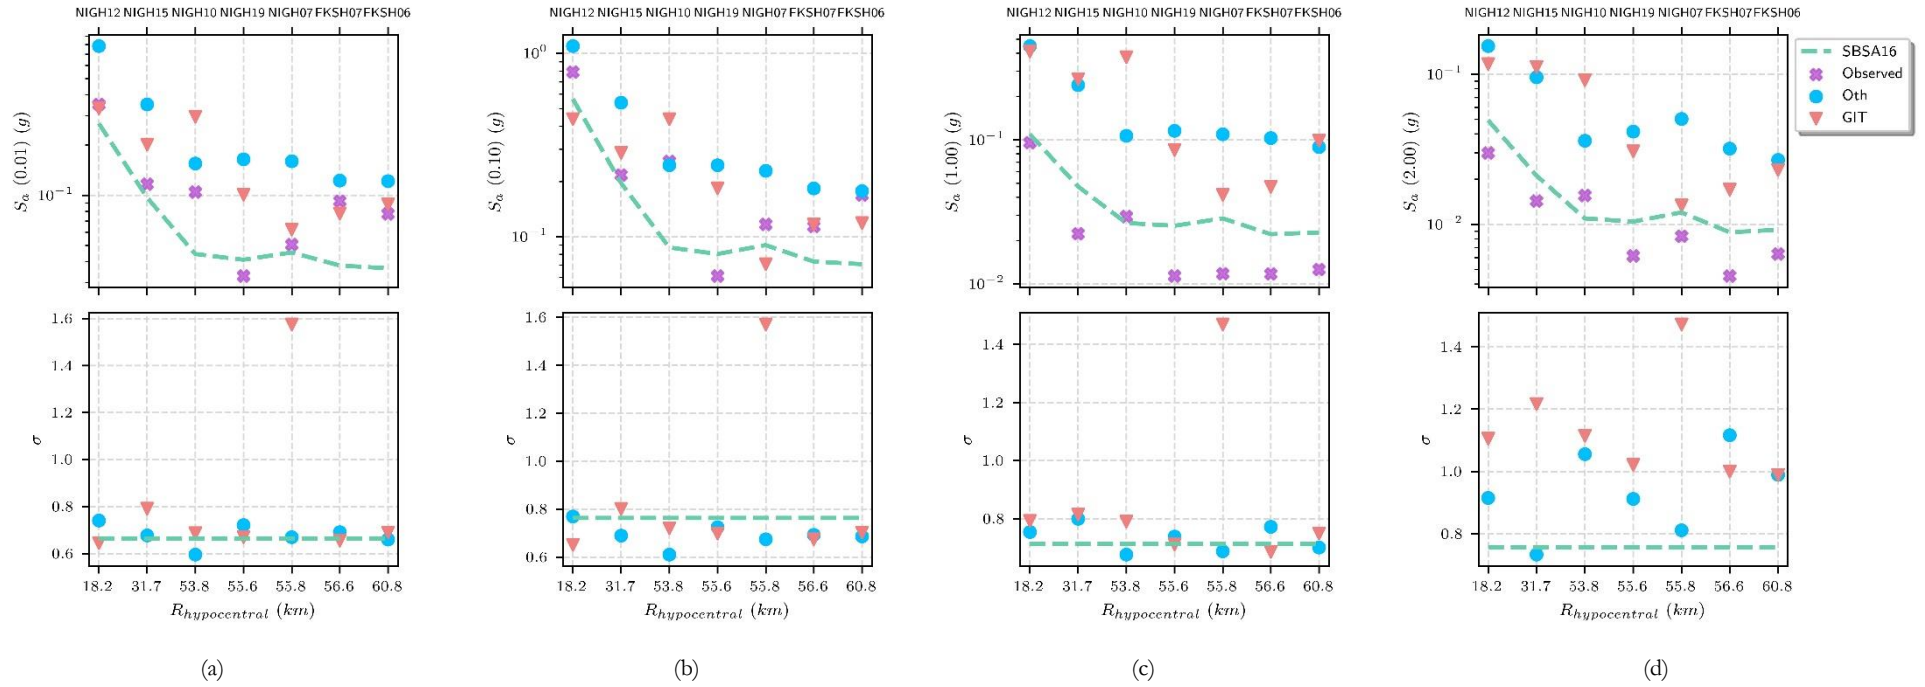 NIGH12 NIGH15 NIGH10 NIGH19 NIGH07 FKSH07 FKSH06
S_a (0.01) (g)
10^{-1}
σ
1.6
1.4
1.2
1.0
0.8
0.6
18.2 31.7 53.8 55.6 55.8 56.6 60.8
R_{hypocentral} (km)
(a)
NIGH12 NIGH15 NIGH10 NIGH19 NIGH07 FKSH07 FKSH06
S_a (0.10) (g)
10^0
10^{-1}
σ
1.6
1.4
1.2
1.0
0.8
0.6
18.2 31.7 53.8 55.6 55.8 56.6 60.8
R_{hypocentral} (km)
(b)
NIGH12 NIGH15 NIGH10 NIGH19 NIGH07 FKSH07 FKSH06
S_a (1.00) (g)
10^{-1}
10^{-2}
σ
1.4
1.2
1.0
0.8
18.2 31.7 53.8 55.6 55.8 56.6 60.8
R_{hypocentral} (km)
(c)
NIGH12 NIGH15 NIGH10 NIGH19 NIGH07 FKSH07 FKSH06
S_a (2.00) (g)
10^{-1}
10^{-2}
σ
1.4
1.2
1.0
0.8
18.2 31.7 53.8 55.6 55.8 56.6 60.8
R_{hypocentral} (km)
(d)
SBSA16
Observed
Oth
GIT